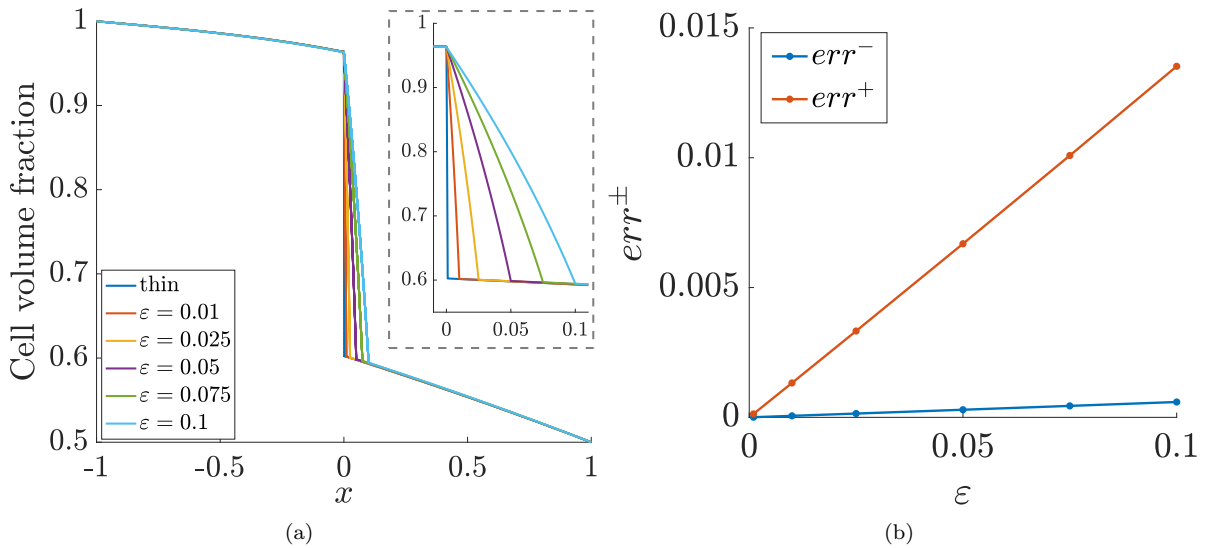 1
0.9
0.8
0.7
0.6
0.5
Cell volume fraction
-1
-0.5
0
0.5
1
x
thin
ε = 0.01
ε = 0.025
ε = 0.05
ε = 0.075
ε = 0.1
1
0.9
0.8
0.7
0.6
0
0.05
0.1
(a)
0.015
0.01
0.005
0
err±
err−
err+
0
0.05
0.1
ε
(b)